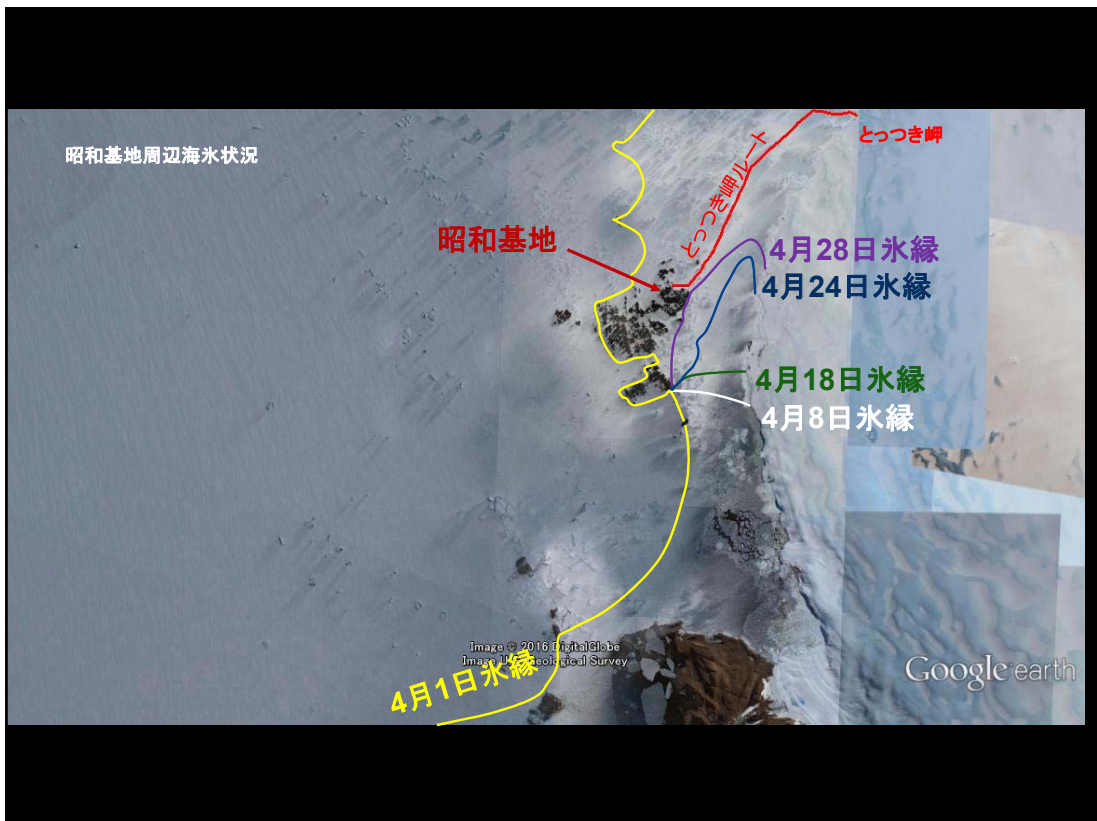 昭和基地周辺海氷状況
とっつき岬
とっつき岬ルート
昭和基地
4月28日氷縁
4月24日氷縁
4月18日氷縁
4月8日氷縁
Image © 2016 DigitalGlobe
Image U.S. Geological Survey
4月1日氷縁
Google earth